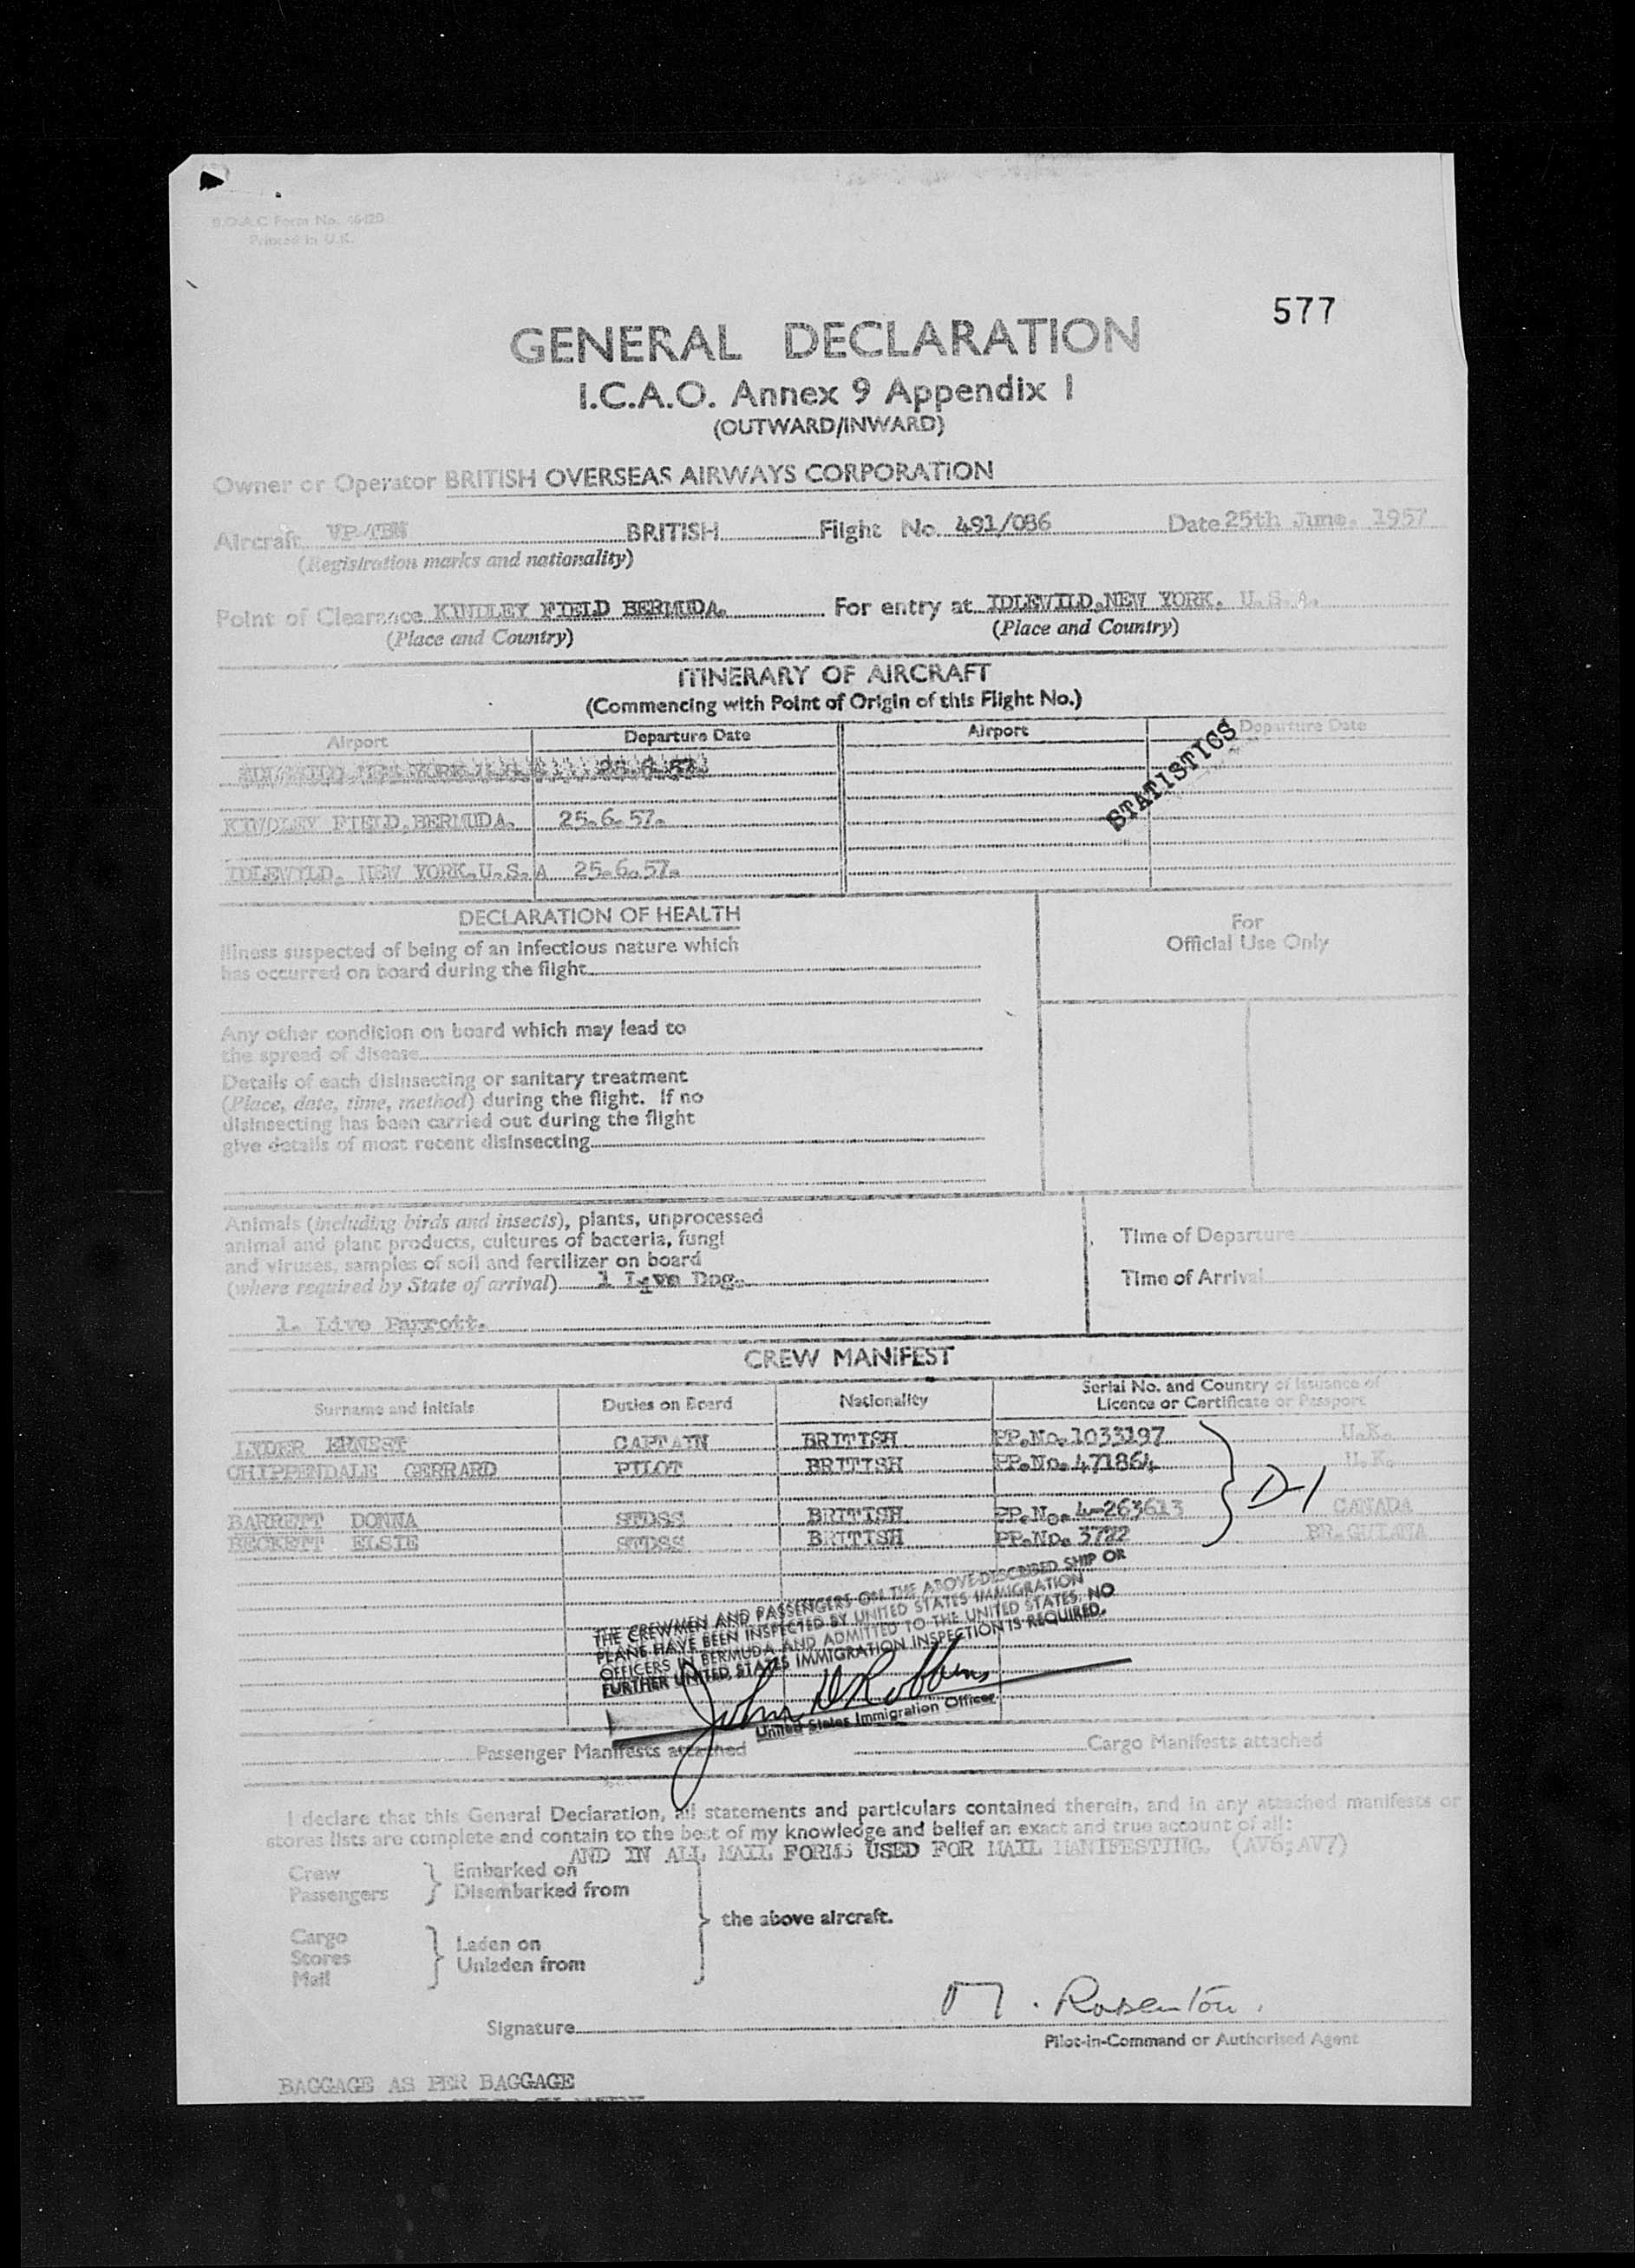 B.O.A.C Form No.
Printed in U.K.
577
GENERAL DECLARATION
I.C.A.O. Annex 9 Appendix I
(OUTWARD/INWARD)
Owner or Operator BRITISH OVERSEAS AIRWAYS CORPORATION
Aircraft BRITISH Flight No. 491/086 Date 25th June. 1957
(Registration marks and nationality)
Point of Clearance KINDLEY FIELD BERMUDA. For entry at IDLEWILD, NEW YORK. U.S.A.
(Place and Country) (Place and Country)
ITINERARY OF AIRCRAFT
(Commencing with Point of Origin of this Flight No.)
Airport Departure Date Airport Departure Date
STATISTICS
25.6.57
KINDLEY FIELD, BERMUDA. 25.6.57.
IDLEWILD, NEW YORK.U.S.A 25.6.57.
DECLARATION OF HEALTH
For
Official Use Only
Illness suspected of being of an infectious nature which
has occurred on board during the flight
Any other condition on board which may lead to
the spread of disease
Details of each disinsecting or sanitary treatment
(Place, date, time, method) during the flight. If no
disinsecting has been carried out during the flight
give details of most recent disinsecting
Animals (including birds and insects), plants, unprocessed
animal and plant products, cultures of bacteria, fungi
and viruses, samples of soil and fertilizer on board
(where required by State of arrival) 1 Live Dog.
1. Live Parrott.
Time of Departure
Time of Arrival
CREW MANIFEST
Surname and Initials Duties on Board Nationality Serial No. and Country of Issuance of
Licence or Certificate or Passport
LYDER ERNEST CAPTAIN BRITISH PP.No.1033197 U.K.
CHIPPENDALE GERRARD PILOT BRITISH PP.No.471864 U.K.
D-1
BARRETT DONNA STDSS BRITISH PP.No.4-263613 CANADA
BECKETT ELSIE STDSS BRITISH PP.No. 3722 BR.GUIANA
THE CREWMEN AND PASSENGERS ON THE ABOVE-DESCRIBED SHIP OR
PLANE HAVE BEEN INSPECTED BY UNITED STATES IMMIGRATION
OFFICERS IN BERMUDA AND ADMITTED TO THE UNITED STATES, NO
FURTHER UNITED STATES IMMIGRATION INSPECTION IS REQUIRED.
John D Robbins
United States Immigration Officer
Passenger Manifests attached Cargo Manifests attached
I declare that this General Declaration, all statements and particulars contained therein, and in any attached manifests or
stores lists are complete and contain to the best of my knowledge and belief an exact and true account of all:
AND IN ALL MAIL FORMS USED FOR MAIL MANIFESTING. (AV6;AV7)
Crew
Passengers
Embarked on
Disembarked from
the above aircraft.
Cargo
Stores
Mail
Laden on
Unladen from
Signature M. Rosenton.
Pilot-in-Command or Authorised Agent
BAGGAGE AS PER BAGGAGE